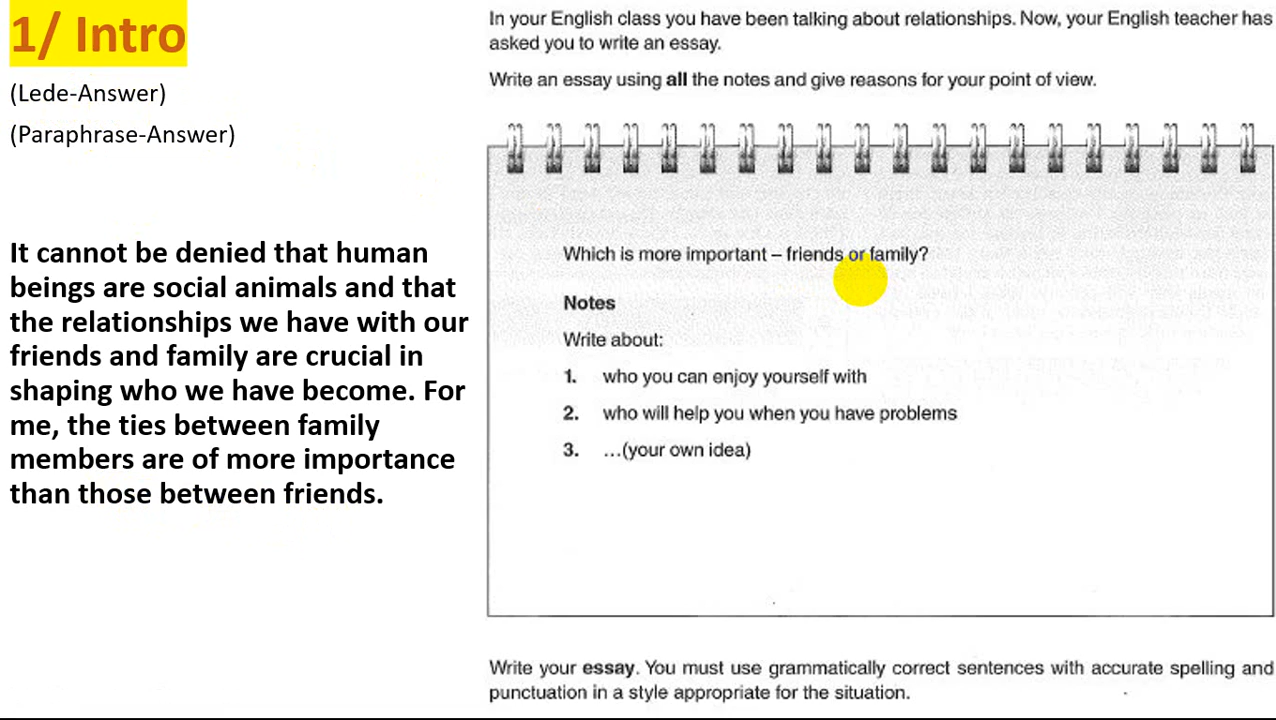 1/ Intro
(Lede-Answer)
(Paraphrase-Answer)
It cannot be denied that human
beings are social animals and that
the relationships we have with our
friends and family are crucial in
shaping who we have become. For
me, the ties between family
members are of more importance
than those between friends.
In your English class you have been talking about relationships. Now, your English teacher has
asked you to write an essay.
Write an essay using all the notes and give reasons for your point of view.
Which is more important – friends or family?
Notes
Write about:
1. who you can enjoy yourself with
2. who will help you when you have problems
3. ...(your own idea)
Write your essay. You must use grammatically correct sentences with accurate spelling and
punctuation in a style appropriate for the situation.